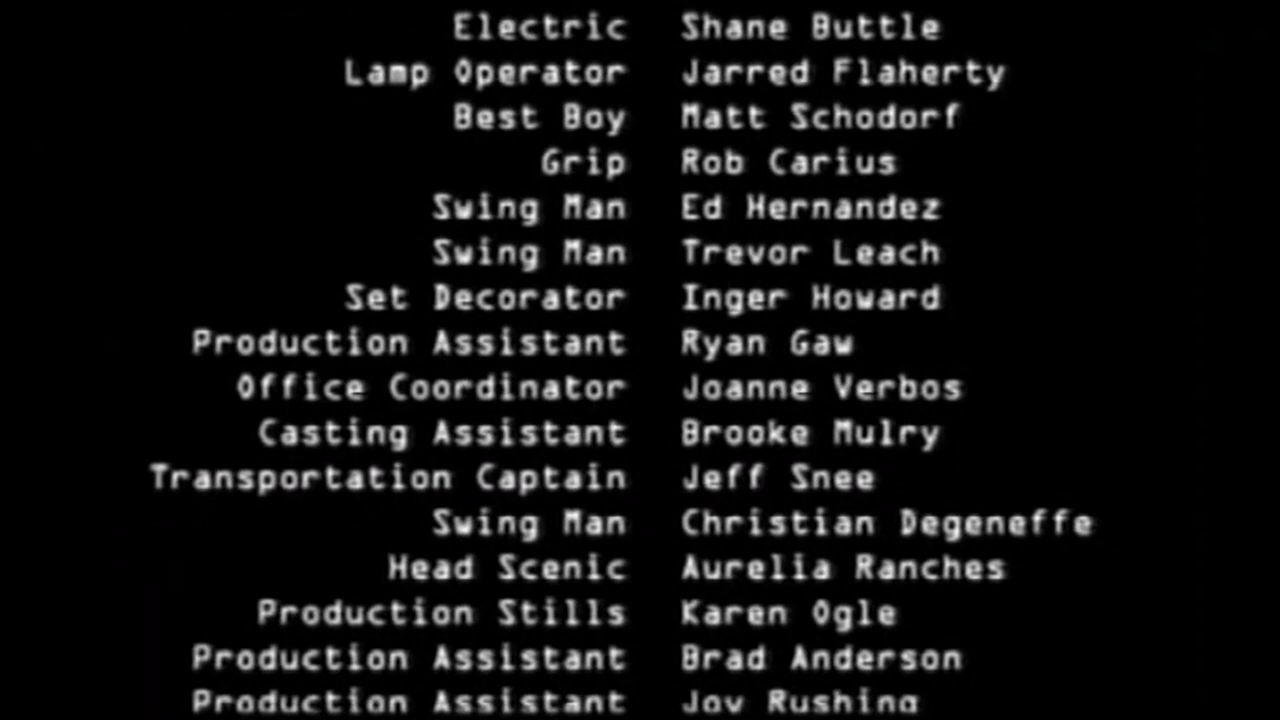 Electric Shane Buttle
Lamp Operator Jarred Flaherty
Best Boy Matt Schodorf
Grip Rob Carius
Swing Man Ed Hernandez
Swing Man Trevor Leach
Set Decorator Inger Howard
Production Assistant Ryan Gaw
Office Coordinator Joanne Verbos
Casting Assistant Brooke Mulry
Transportation Captain Jeff Snee
Swing Man Christian Degeneffe
Head Scenic Aurelia Ranches
Production Stills Karen Ogle
Production Assistant Brad Anderson
Production Assistant Joy Rushing